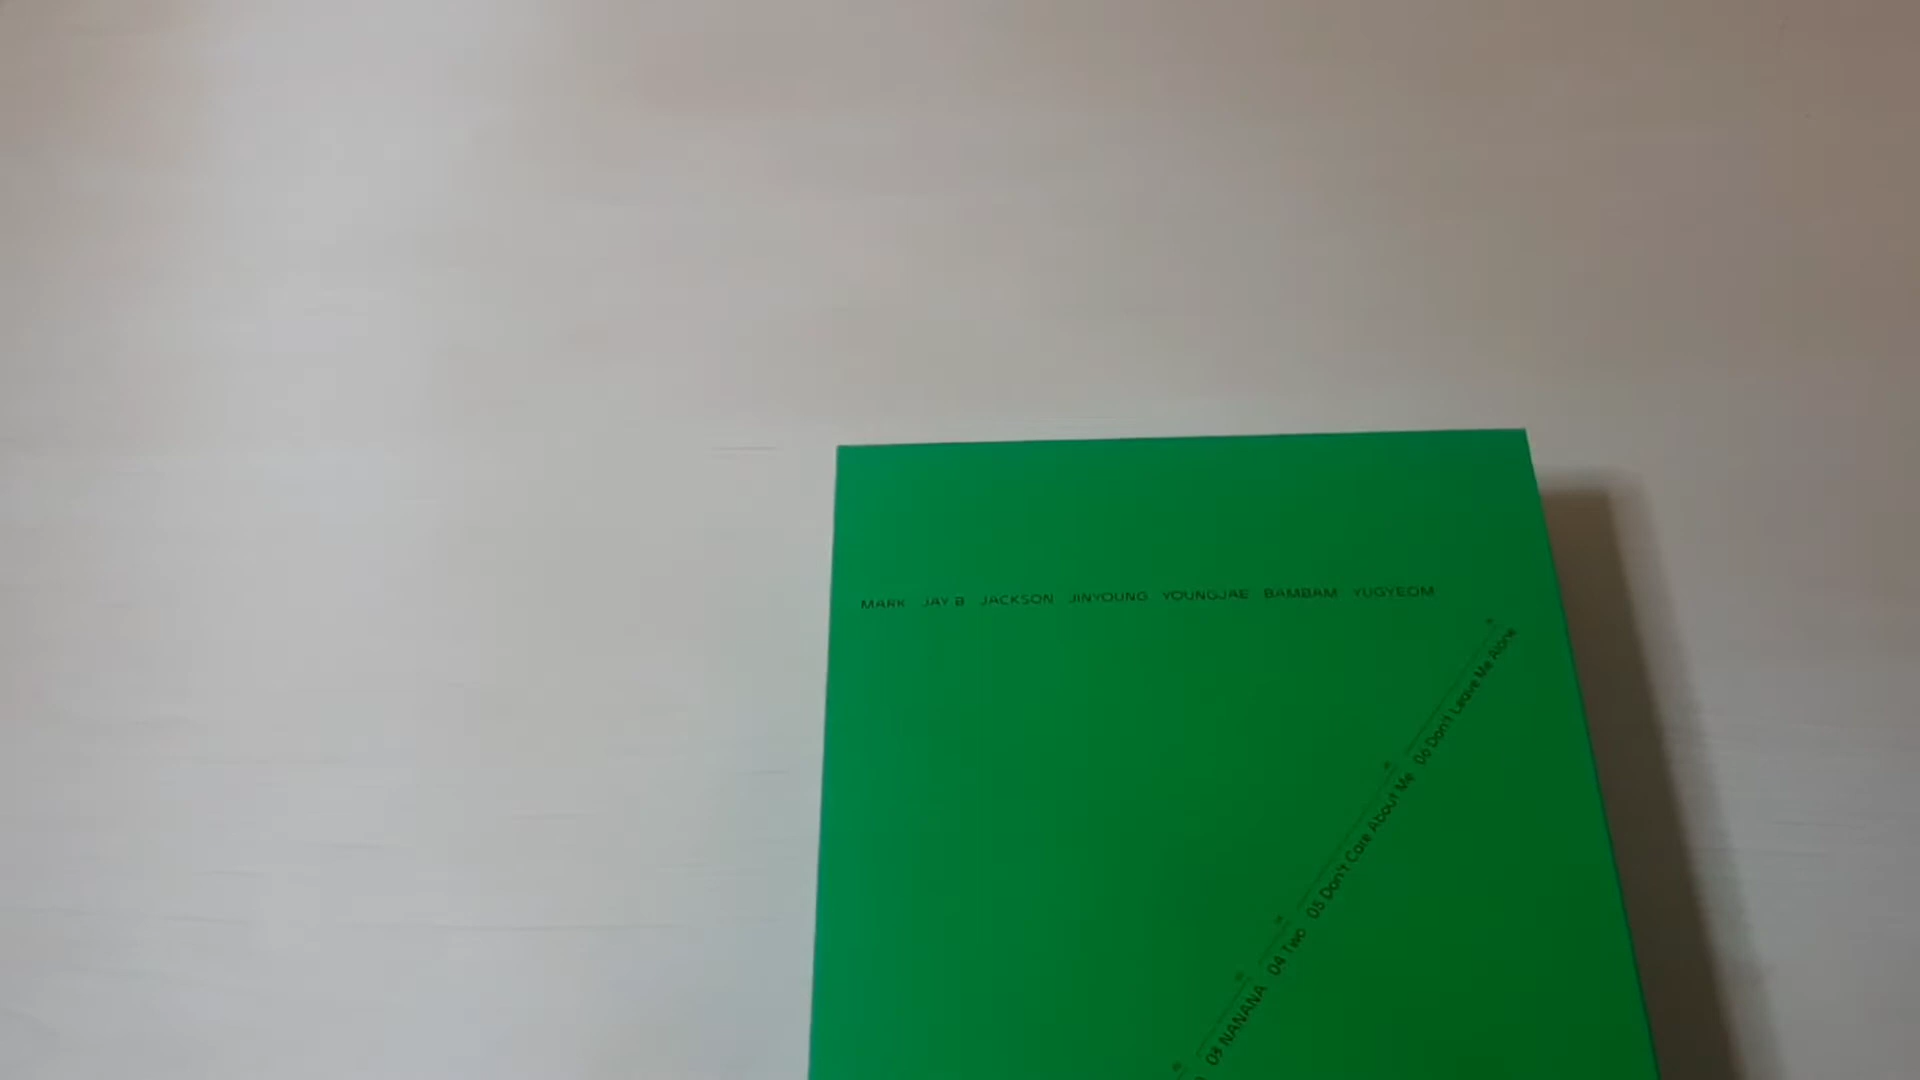 MARK JAY B JACKSON JINYOUNG YOUNGJAE BAMBAM YUGYEOM
03 NANANA 04 Two 05 Don't Care About Me 06 Don't Leave Me Alone